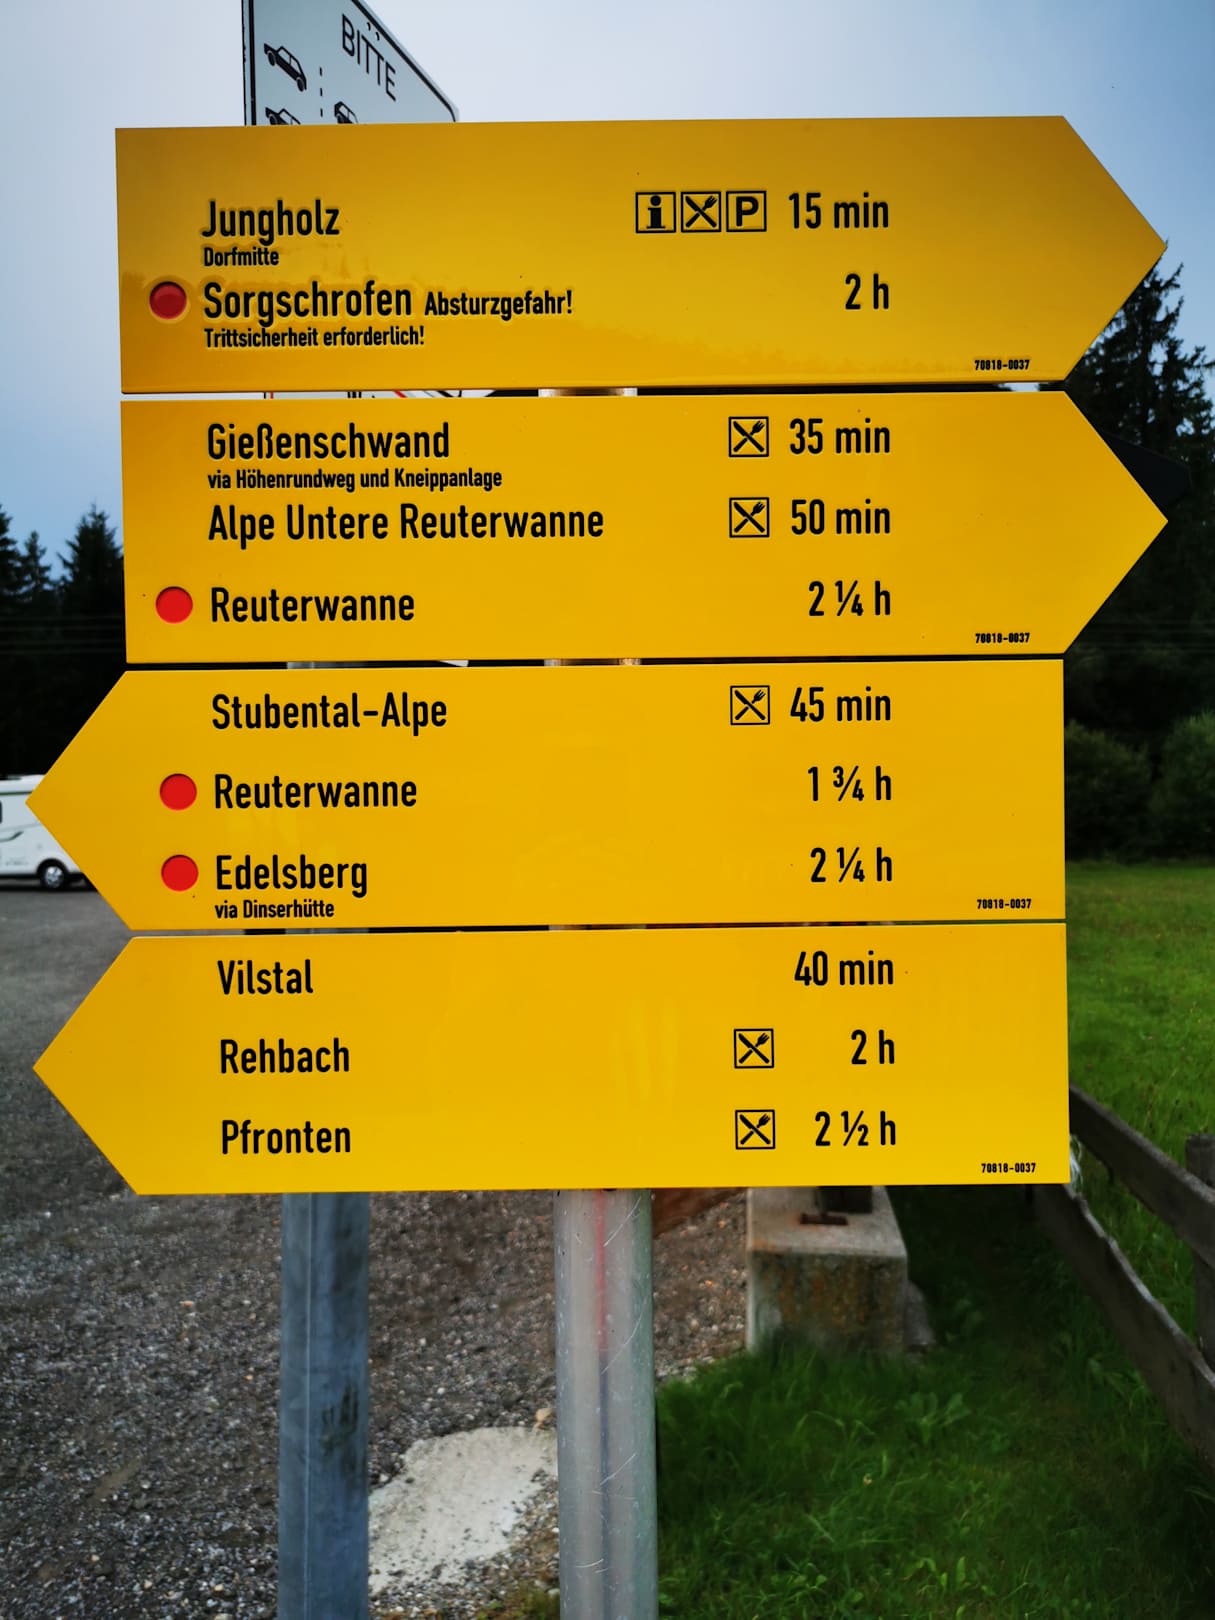 BITTE
Jungholz i P 15 min
Dorfmitte
Sorgschrofen Absturzgefahr! 2 h
Trittsicherheit erforderlich!
70818-0037
Gießenschwand 35 min
via Höhenrundweg und Kneippanlage
Alpe Untere Reuterwanne 50 min
Reuterwanne 2 ¼ h
70818-0037
Stubental-Alpe 45 min
Reuterwanne 1 ¾ h
Edelsberg 2 ¼ h
via Dinserhütte
70818-0037
Vilstal 40 min
Rehbach 2 h
Pfronten 2 ½ h
70818-0037